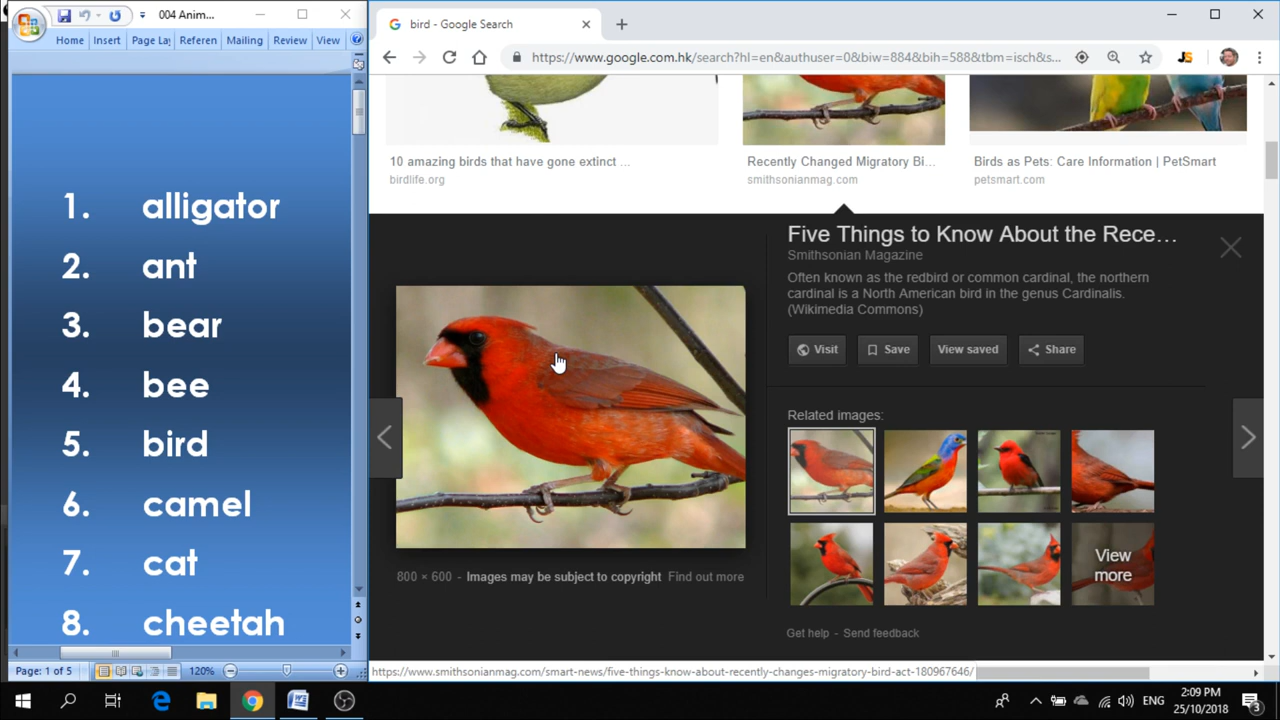 004 Anim...
Home Insert Page La Referen Mailing Review View
1. alligator
2. ant
3. bear
4. bee
5. bird
6. camel
7. cat
8. cheetah
Page: 1 of 5 120%
bird - Google Search
https://www.google.com.hk/search?hl=en&authuser=0&biw=884&bih=588&tbm=isch&s...
JS
10 amazing birds that have gone extinct ...
birdlife.org
Recently Changed Migratory Bi...
smithsonianmag.com
Birds as Pets: Care Information | PetSmart
petsmart.com
Five Things to Know About the Rece...
Smithsonian Magazine
Often known as the redbird or common cardinal, the northern
cardinal is a North American bird in the genus Cardinalis.
(Wikimedia Commons)
Visit Save View saved Share
Related images:
View
more
800 × 600 - Images may be subject to copyright Find out more
Get help - Send feedback
https://www.smithsonianmag.com/smart-news/five-things-know-about-recently-changes-migratory-bird-act-180967646/
ENG
2:09 PM
25/10/2018
3